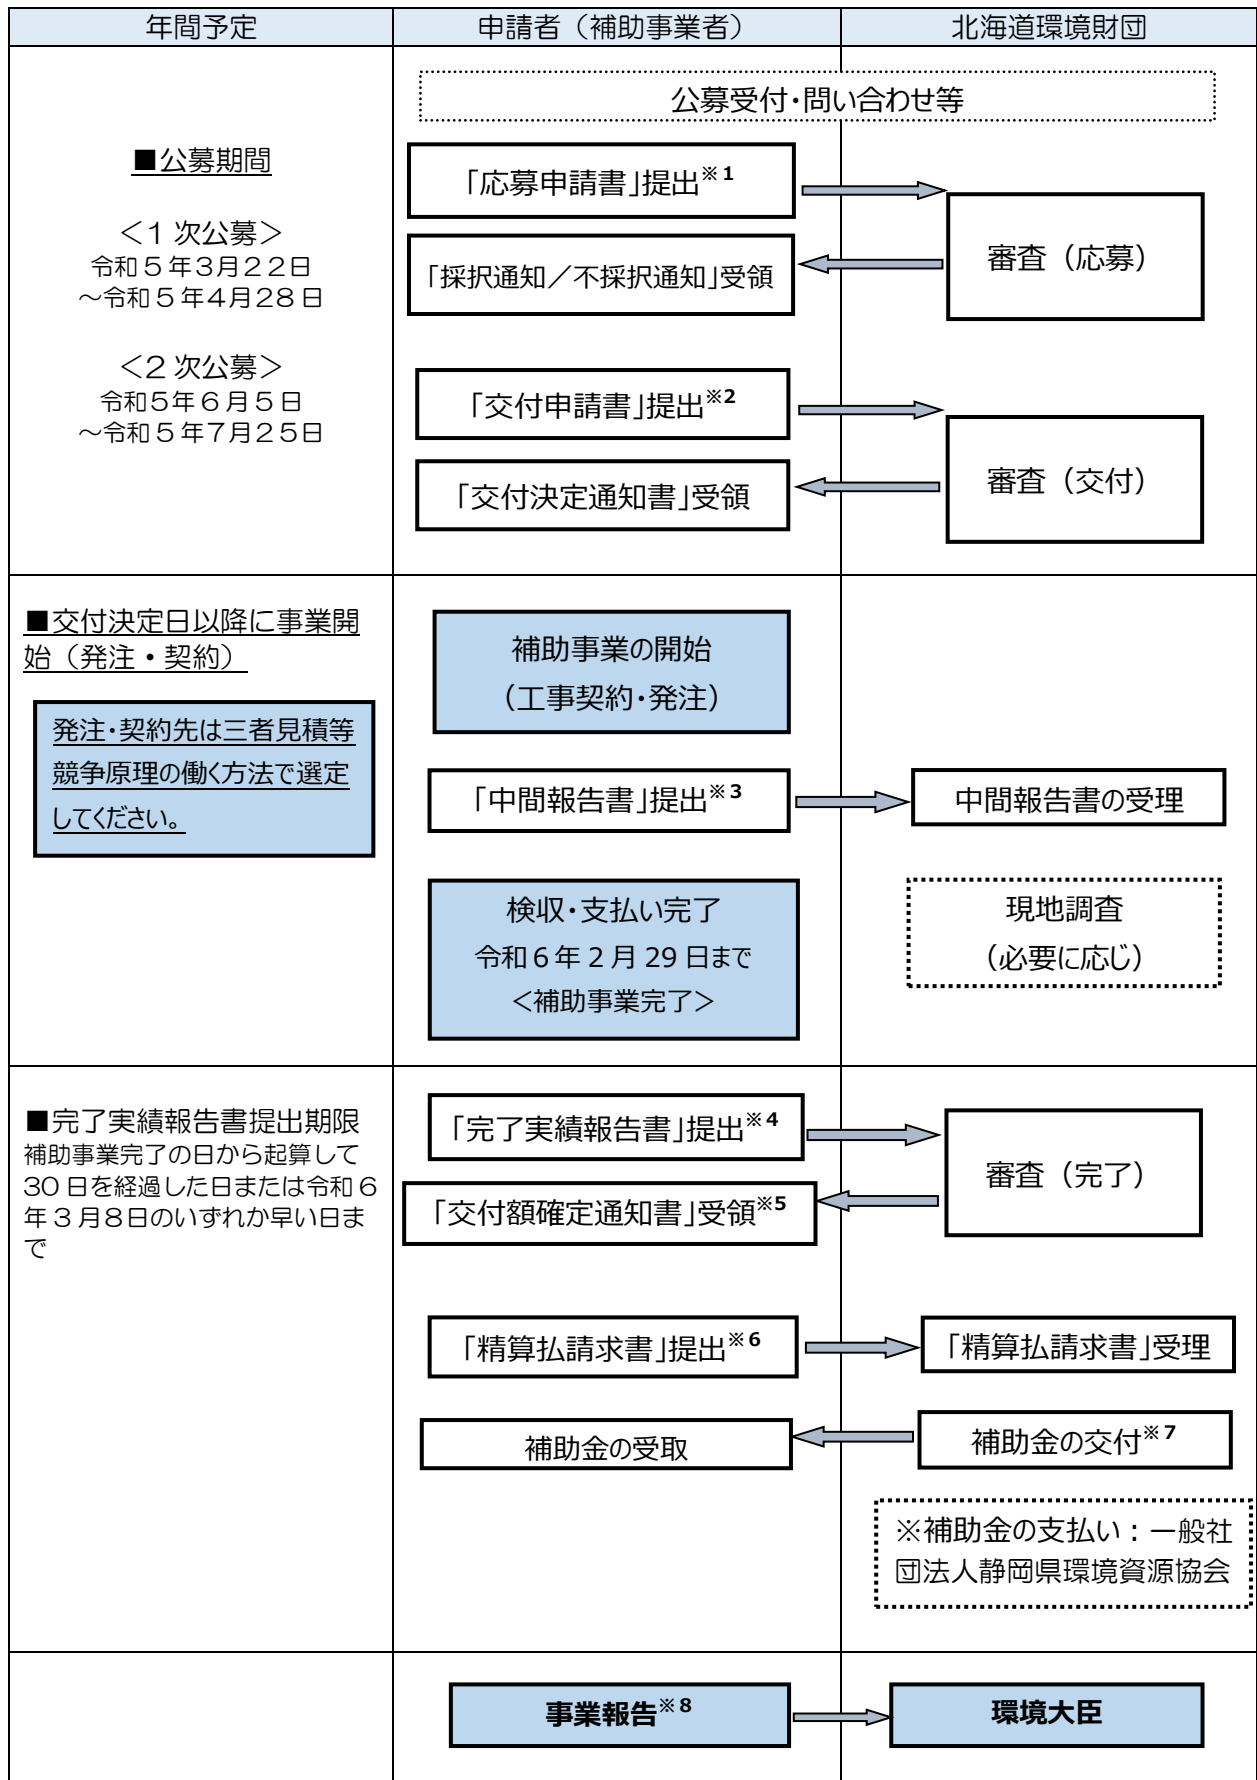 年間予定
申請者（補助事業者）
北海道環境財団
公募受付・問い合わせ等
■公募期間
＜１次公募＞
令和５年３月２２日
～令和５年４月２８日
＜２次公募＞
令和５年６月５日
～令和５年７月２５日
「応募申請書」提出※1
「採択通知／不採択通知」受領
審査（応募）
「交付申請書」提出※2
「交付決定通知書」受領
審査（交付）
■交付決定日以降に事業開
始（発注・契約）
発注・契約先は三者見積等
競争原理の働く方法で選定
してください。
補助事業の開始
（工事契約・発注）
「中間報告書」提出※3
中間報告書の受理
検収・支払い完了
令和６年２月29日まで
＜補助事業完了＞
現地調査
（必要に応じ）
■完了実績報告書提出期限
補助事業完了の日から起算して
30日を経過した日または令和６
年３月８日のいずれか早い日ま
で
「完了実績報告書」提出※4
「交付額確定通知書」受領※5
審査（完了）
「精算払請求書」提出※6
「精算払請求書」受理
補助金の受取
補助金の交付※7
※補助金の支払い：一般社
団法人静岡県環境資源協会
事業報告※8
環境大臣